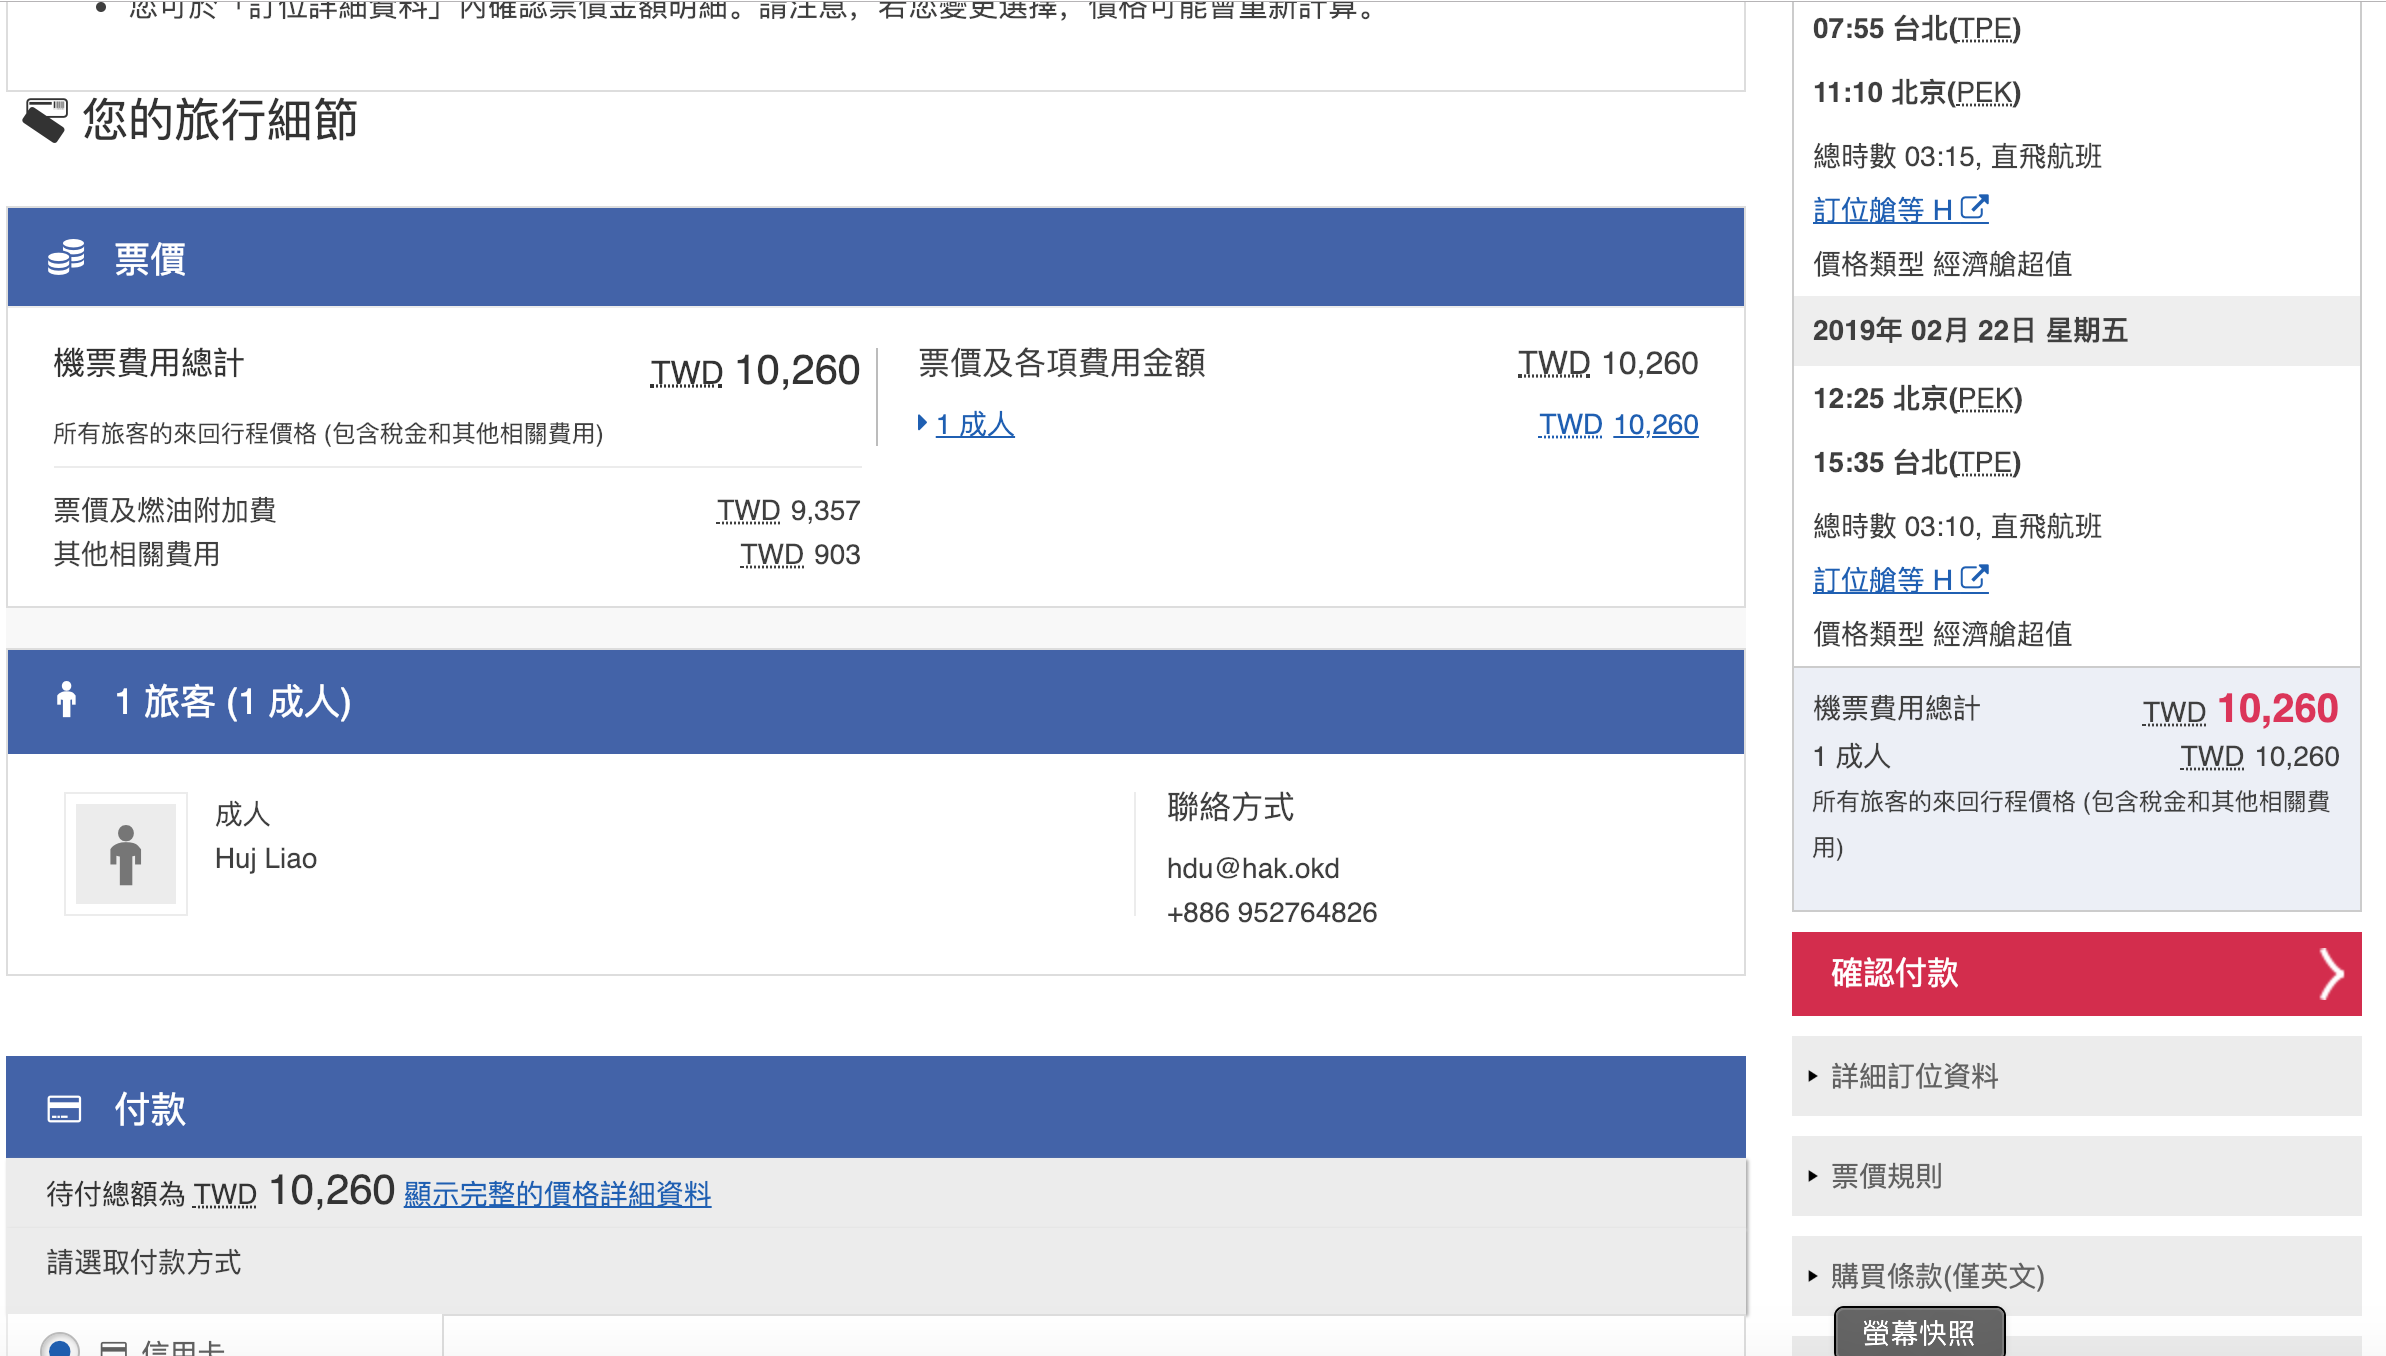 您可於「訂位詳細資料」內確認票價金額明細。請注意，若您變更選擇，價格可能會重新計算。
您的旅行細節
票價
機票費用總計 TWD 10,260
所有旅客的來回行程價格 (包含稅金和其他相關費用)
票價及燃油附加費 TWD 9,357
其他相關費用 TWD 903
票價及各項費用金額 TWD 10,260
1 成人 TWD 10,260
1 旅客 (1 成人)
成人
Huj Liao
聯絡方式
hdu@hak.okd
+886 952764826
付款
待付總額為 TWD 10,260 顯示完整的價格詳細資料
請選取付款方式
信用卡
07:55 台北(TPE)
11:10 北京(PEK)
總時數 03:15, 直飛航班
訂位艙等 H
價格類型 經濟艙超值
2019年 02月 22日 星期五
12:25 北京(PEK)
15:35 台北(TPE)
總時數 03:10, 直飛航班
訂位艙等 H
價格類型 經濟艙超值
機票費用總計 TWD 10,260
1 成人 TWD 10,260
所有旅客的來回行程價格 (包含稅金和其他相關費
用)
確認付款
詳細訂位資料
票價規則
購買條款(僅英文)
螢幕快照